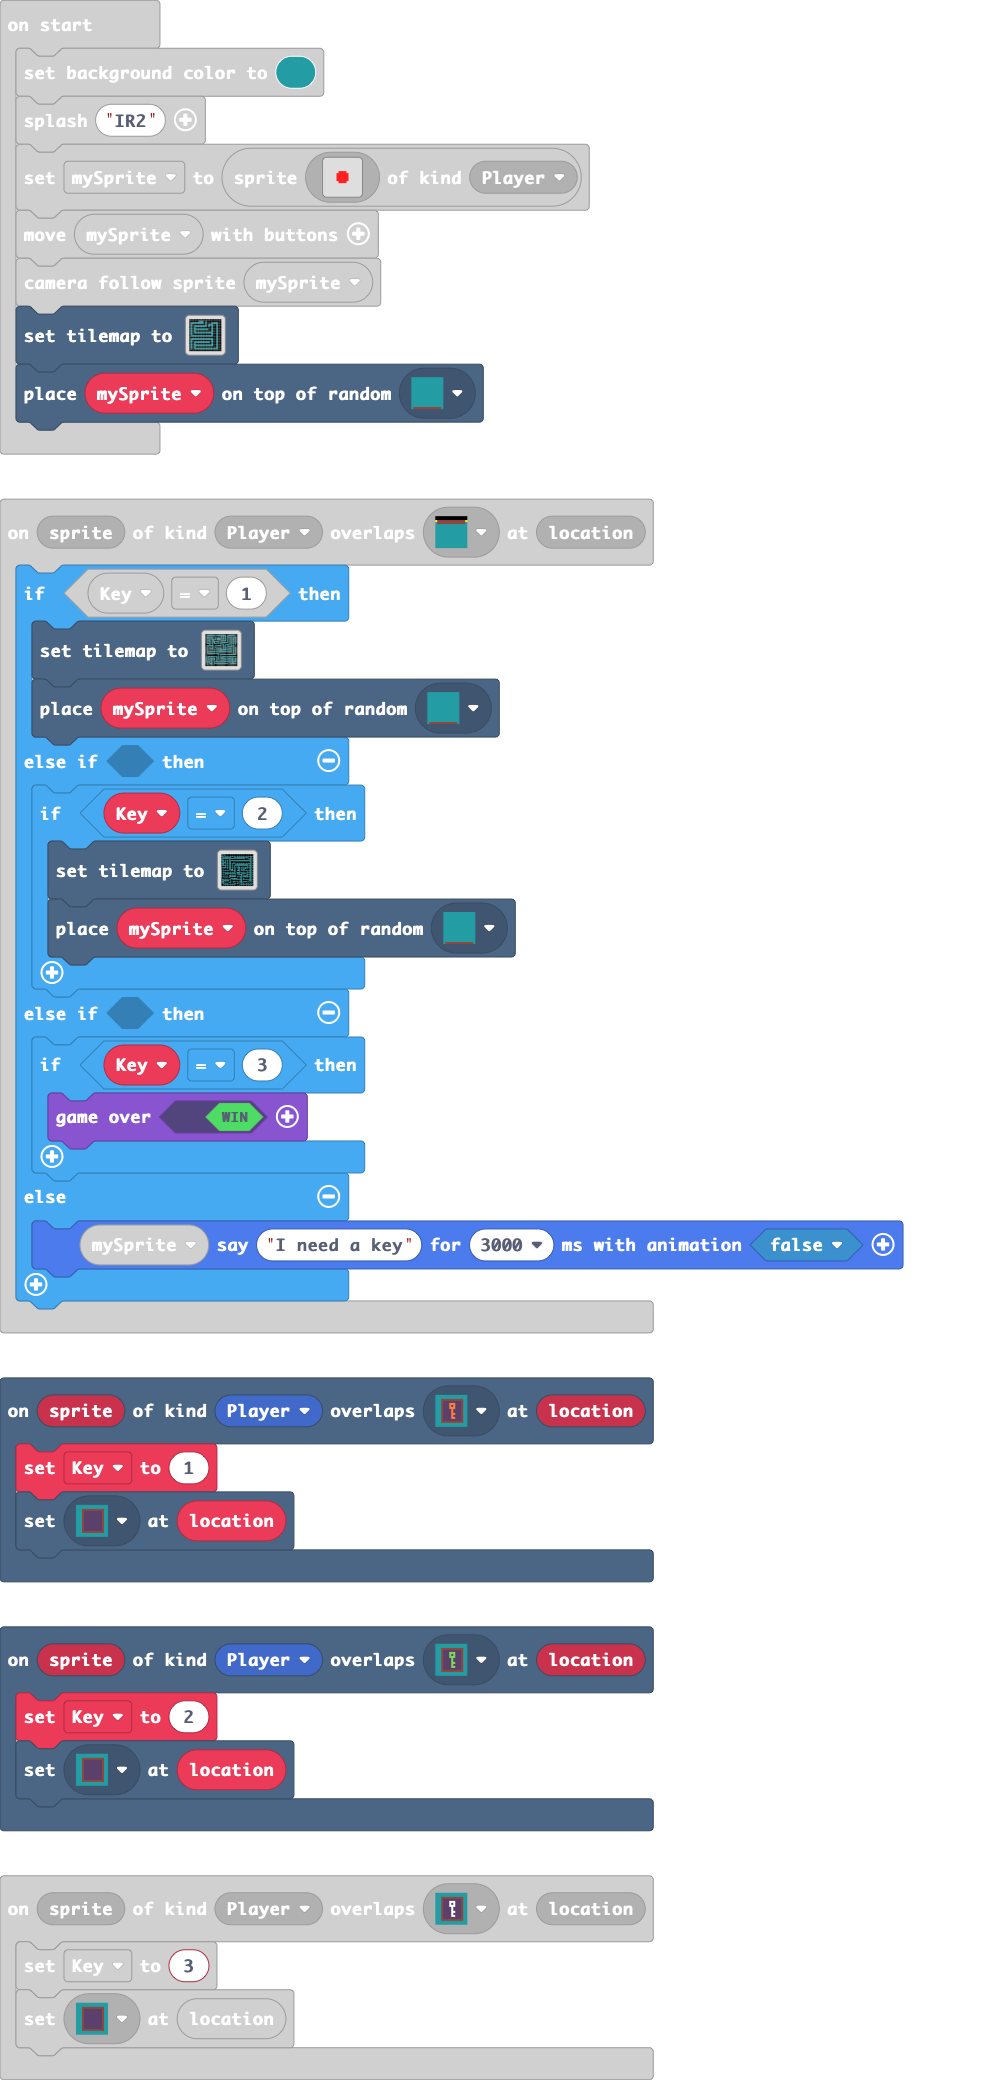 on start
set background color to
splash "IR2"
set mySprite to sprite of kind Player
move mySprite with buttons
camera follow sprite mySprite
set tilemap to
place mySprite on top of random
on sprite of kind Player overlaps at location
if Key = 1 then
set tilemap to
place mySprite on top of random
else if then
if Key = 2 then
set tilemap to
place mySprite on top of random
else if then
if Key = 3 then
game over WIN
else
mySprite say "I need a key" for 3000 ms with animation false
on sprite of kind Player overlaps at location
set Key to 1
set at location
on sprite of kind Player overlaps at location
set Key to 2
set at location
on sprite of kind Player overlaps at location
set Key to 3
set at location